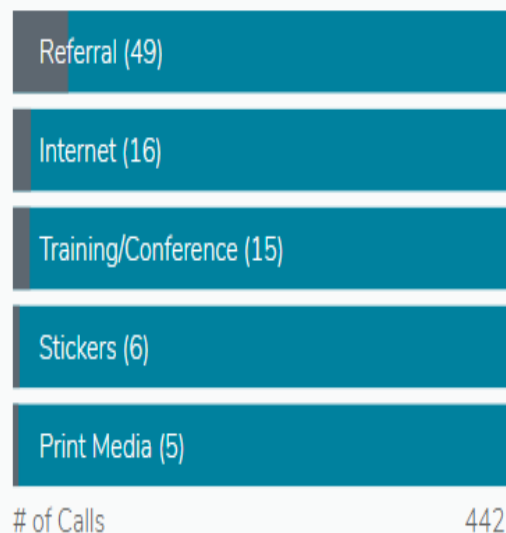 Referral (49)
Internet (16)
Training/Conference (15)
Stickers (6)
Print Media (5)
# of Calls 442